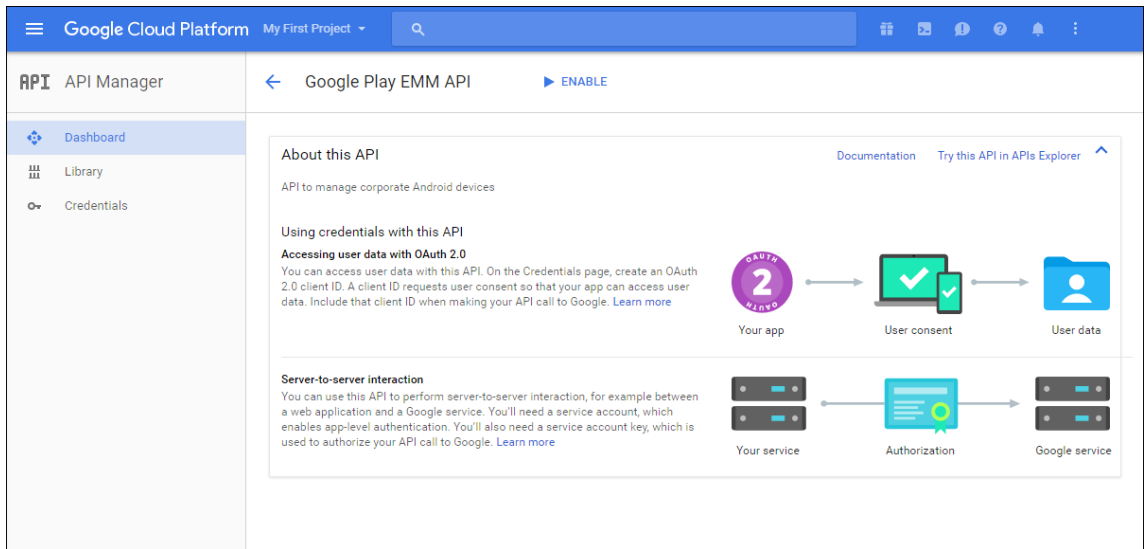 Google Cloud Platform My First Project
API API Manager
Google Play EMM API ENABLE
Dashboard
Library
Credentials
About this API
Documentation Try this API in APIs Explorer
API to manage corporate Android devices
Using credentials with this API
Accessing user data with OAuth 2.0
You can access user data with this API. On the Credentials page, create an OAuth
2.0 client ID. A client ID requests user consent so that your app can access user
data. Include that client ID when making your API call to Google. Learn more
OAUTH
2
OAUTH
Your app
User consent
User data
Server-to-server interaction
You can use this API to perform server-to-server interaction, for example between
a web application and a Google service. You'll need a service account, which
enables app-level authentication. You'll also need a service account key, which is
used to authorize your API call to Google. Learn more
Your service
Authorization
Google service